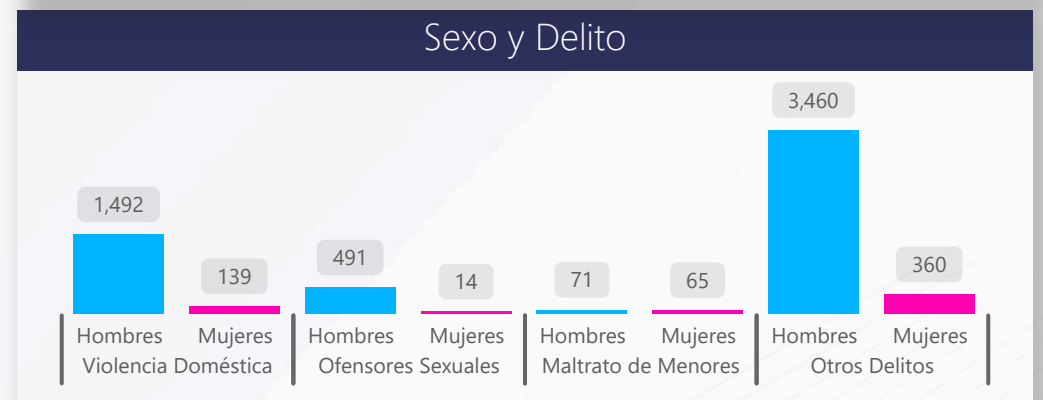 Sexo y Delito
3,460
1,492
491
139
14
71
65
360
Hombres Mujeres Hombres Mujeres Hombres Mujeres Hombres Mujeres
Violencia Doméstica Ofensores Sexuales Maltrato de Menores Otros Delitos